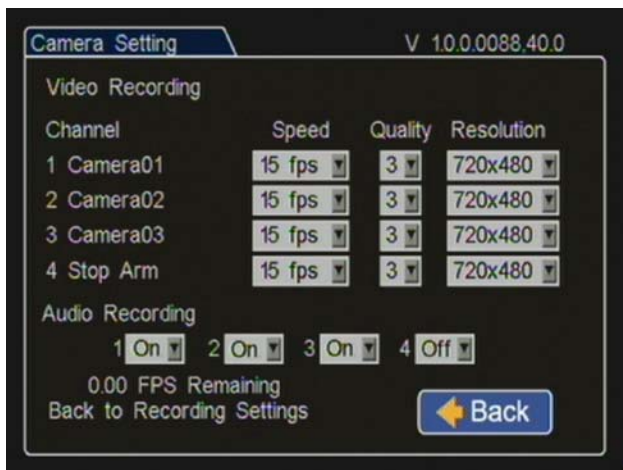 Camera Setting V 1.0.0.0088.40.0
Video Recording
Channel Speed Quality Resolution
1 Camera01 15 fps 3 720x480
2 Camera02 15 fps 3 720x480
3 Camera03 15 fps 3 720x480
4 Stop Arm 15 fps 3 720x480
Audio Recording
1 On 2 On 3 On 4 Off
0.00 FPS Remaining
Back to Recording Settings Back